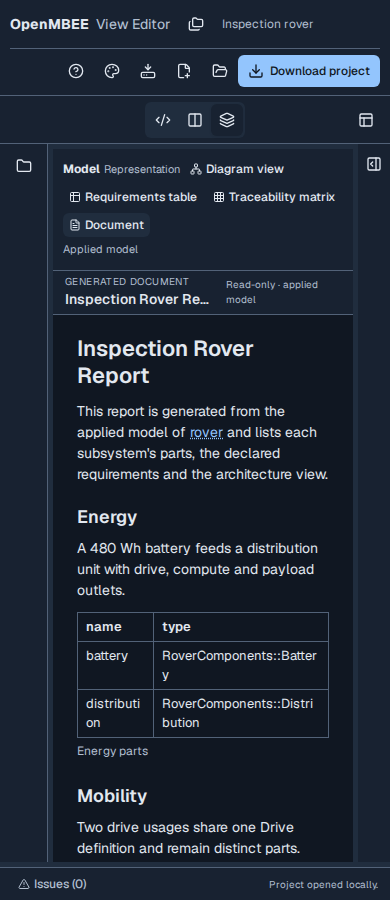 OpenMBEE View Editor Inspection rover
Download project
Model Representation Diagram view
Requirements table Traceability matrix
Document
Applied model
GENERATED DOCUMENT
Inspection Rover Re...
Read-only · applied
model
Inspection Rover
Report
This report is generated from the
applied model of rover and lists each
subsystem's parts, the declared
requirements and the architecture view.
Energy
A 480 Wh battery feeds a distribution
unit with drive, compute and payload
outlets.
name type
battery RoverComponents::Batter
y
distributi RoverComponents::Distri
on bution
Energy parts
Mobility
Two drive usages share one Drive
definition and remain distinct parts.
Issues (0) Project opened locally.